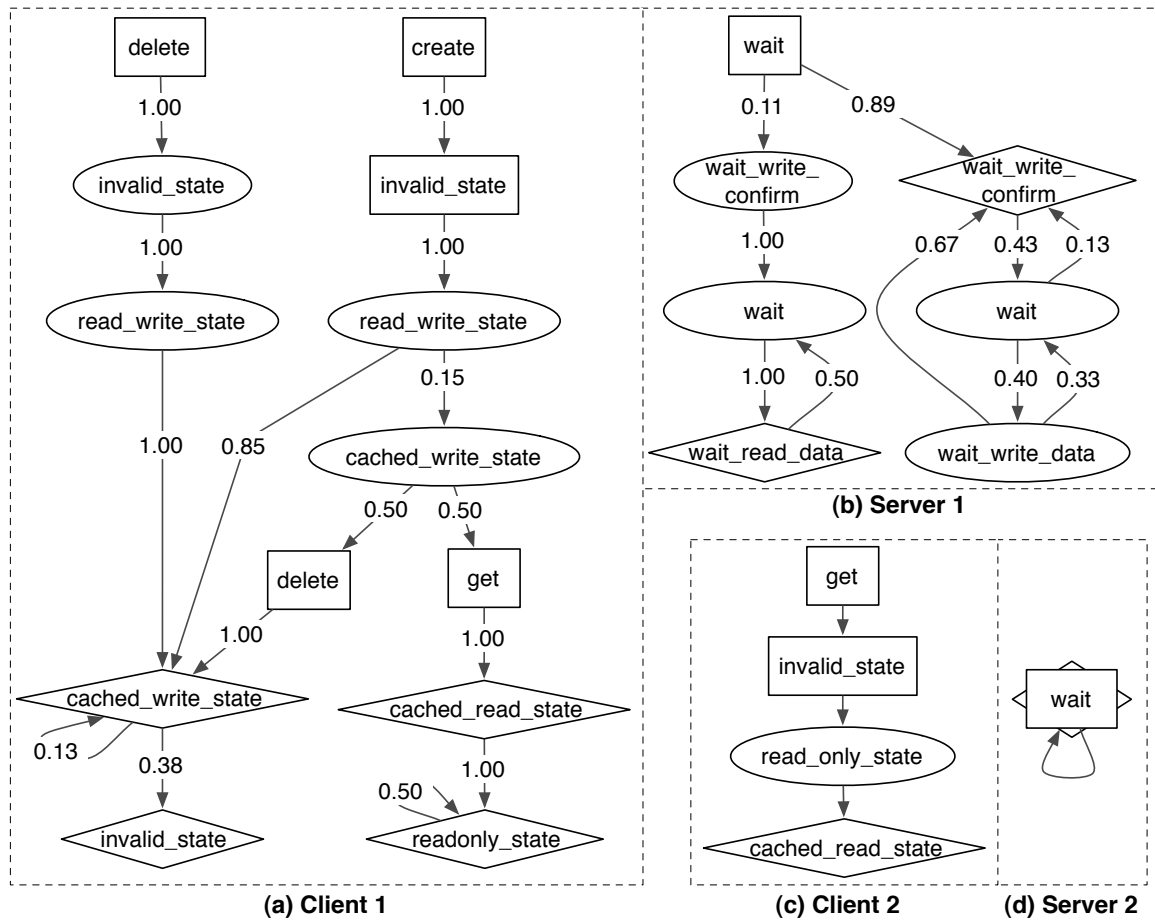 delete
create
1.00
1.00
invalid_state
invalid_state
1.00
1.00
read_write_state
read_write_state
0.15
1.00
0.85
cached_write_state
0.50
0.50
delete
get
1.00
1.00
cached_write_state
cached_read_state
0.13
0.38
1.00
0.50
invalid_state
readonly_state
(a) Client 1
wait
0.11
0.89
wait_write_
confirm
wait_write_
confirm
1.00
0.67
0.43
0.13
wait
wait
1.00
0.50
0.40
0.33
wait_read_data
wait_write_data
(b) Server 1
get
invalid_state
read_only_state
cached_read_state
(c) Client 2
wait
(d) Server 2